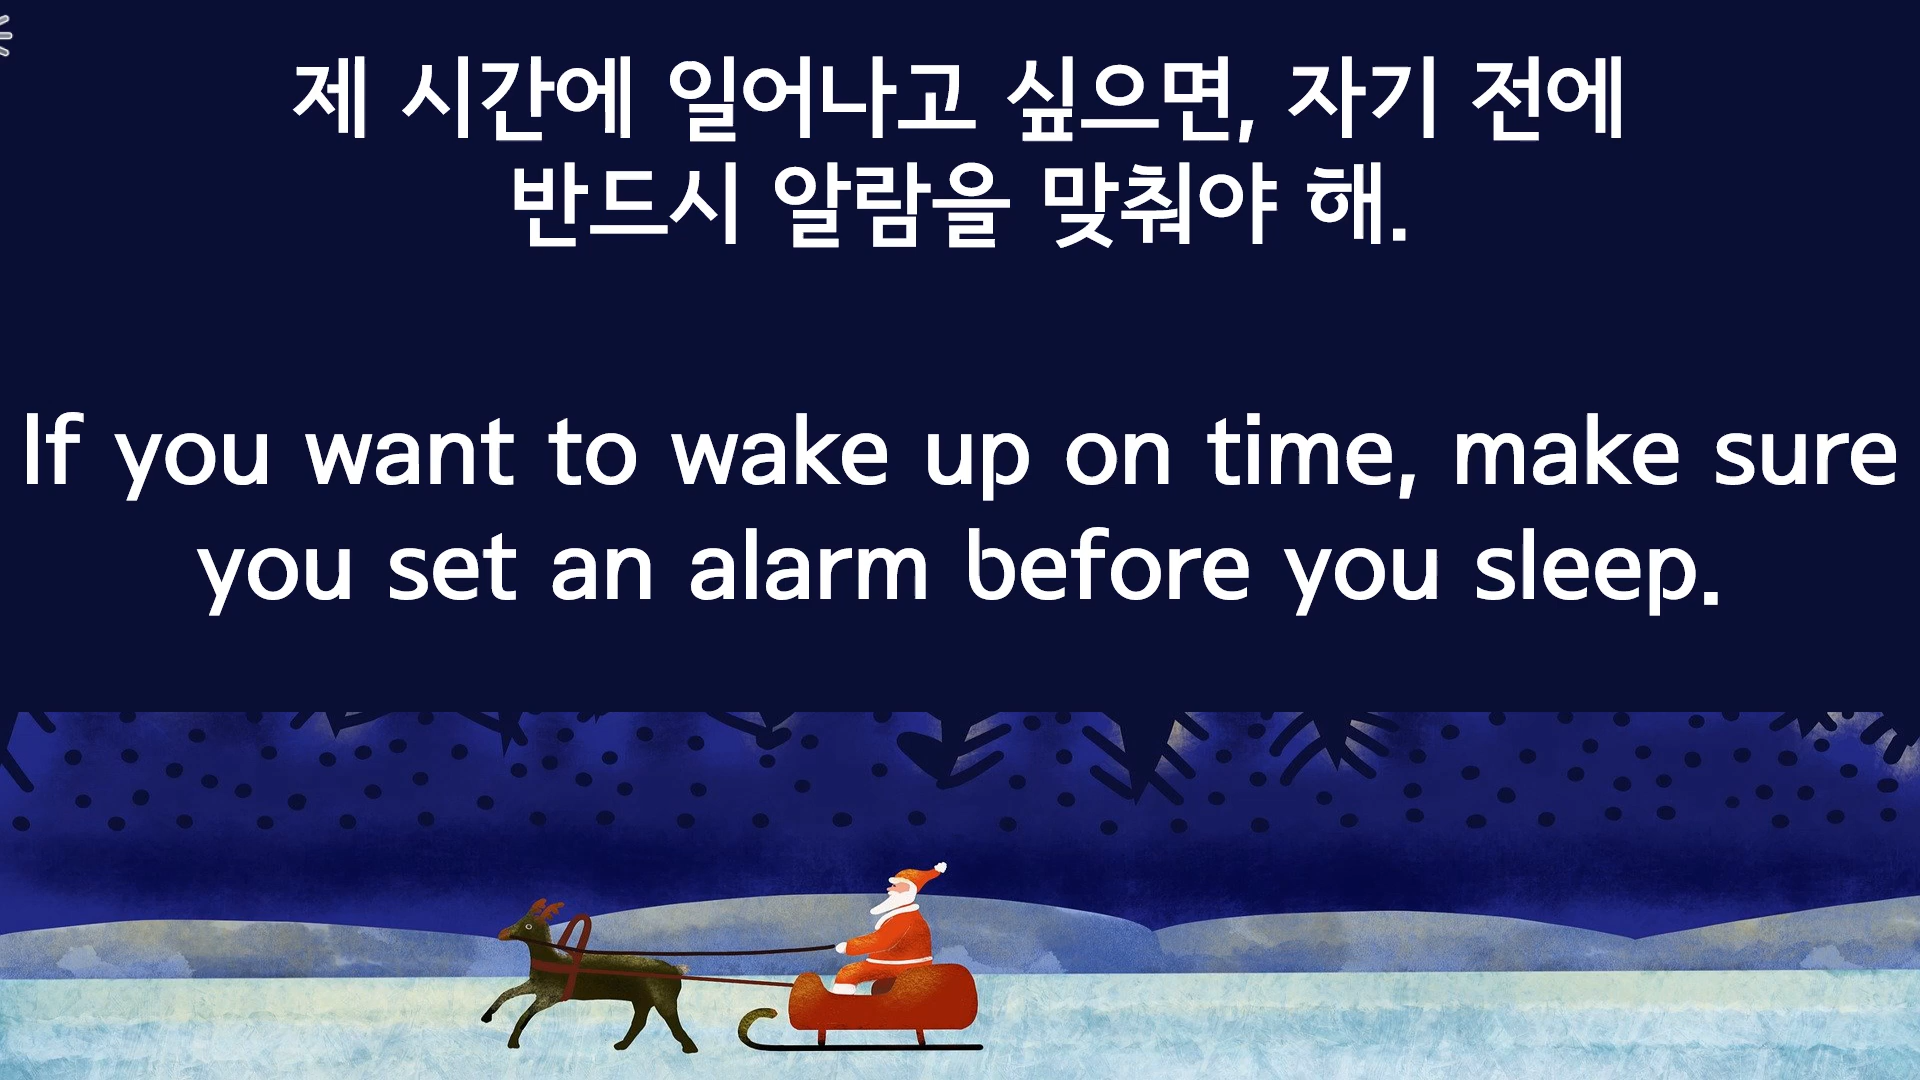 제 시간에 일어나고 싶으면, 자기 전에
반드시 알람을 맞춰야 해.
If you want to wake up on time, make sure
you set an alarm before you sleep.